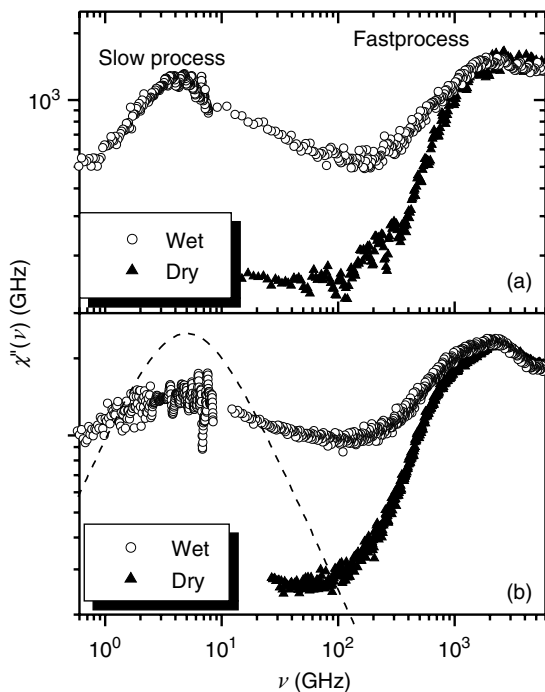 Slow process
Fastprocess
10³
Wet
Dry
(a)
χ"(ν) (GHz)
Wet
Dry
(b)
10⁰ 10¹ 10² 10³
ν (GHz)